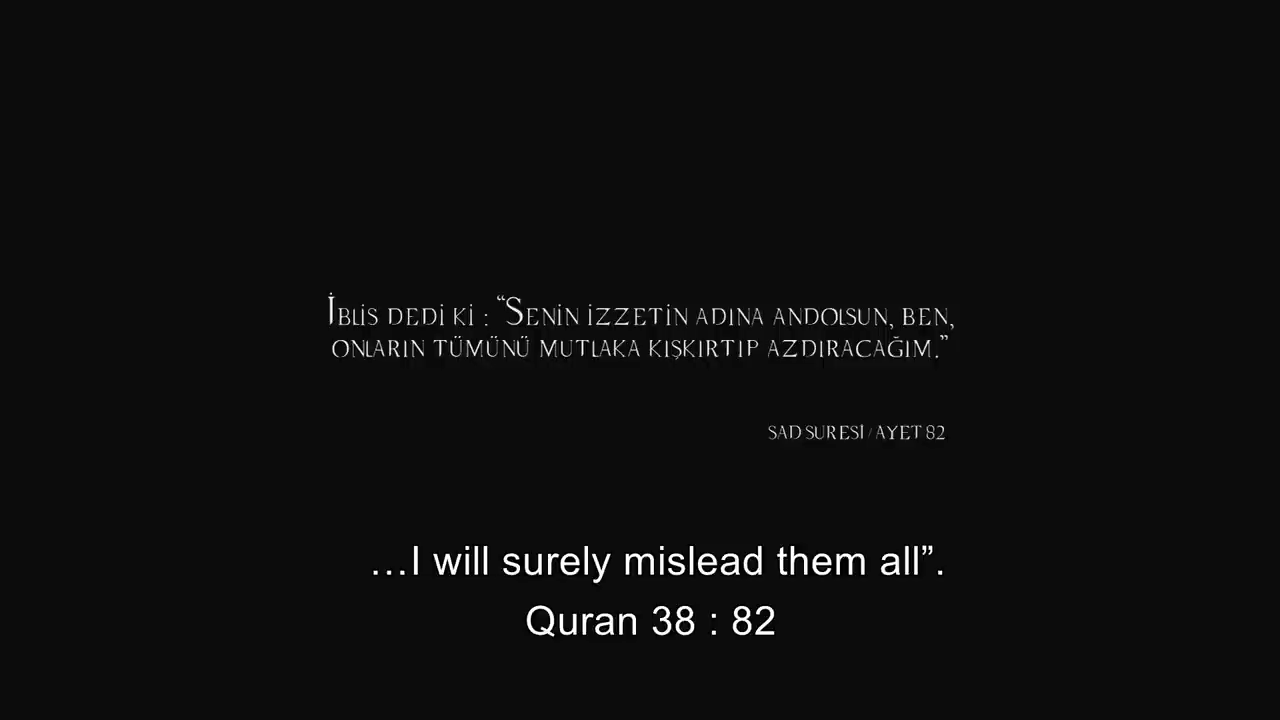 İBLİS DEDİ Kİ : “SENİN İZZETİN ADINA ANDOLSUN, BEN,
ONLARIN TÜMÜNÜ MUTLAKA KIŞKIRTIP AZDIRACAĞIM.”
SAD SURESİ / AYET 82
…I will surely mislead them all”.
Quran 38 : 82